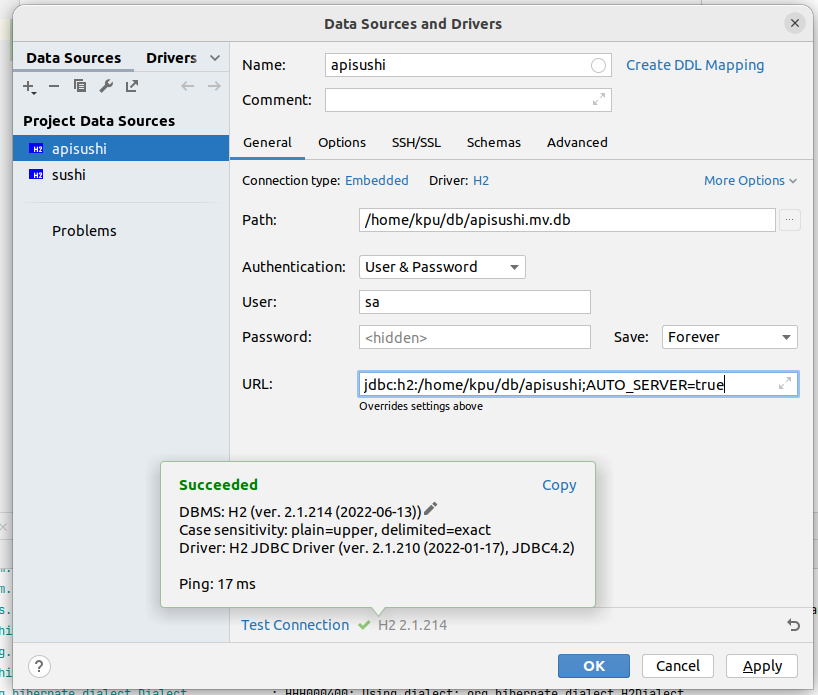 Data Sources and Drivers
Data Sources
Drivers
Project Data Sources
H2 apisushi
H2 sushi
Problems
Name: apisushi
Create DDL Mapping
Comment:
General Options SSH/SSL Schemas Advanced
Connection type: Embedded Driver: H2 More Options
Path: /home/kpu/db/apisushi.mv.db ...
Authentication: User & Password
User: sa
Password: <hidden> Save: Forever
URL: jdbc:h2:/home/kpu/db/apisushi;AUTO_SERVER=true
Overrides settings above
Succeeded Copy
DBMS: H2 (ver. 2.1.214 (2022-06-13))
Case sensitivity: plain=upper, delimited=exact
Driver: H2 JDBC Driver (ver. 2.1.210 (2022-01-17), JDBC4.2)
Ping: 17 ms
Test Connection H2 2.1.214
? OK Cancel Apply
: HHH000400: Using dialect: org.hibernate.dialect.H2Dialect